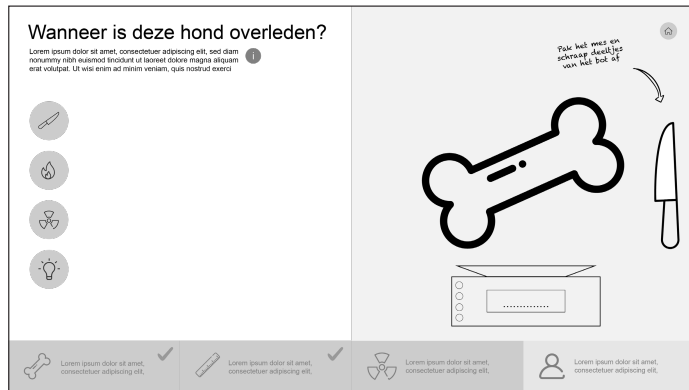 Wanneer is deze hond overleden?
Lorem ipsum dolor sit amet, consectetuer adipiscing elit, sed diam
nonummy nibh euismod tincidunt ut laoreet dolore magna aliquam
erat volutpat. Ut wisi enim ad minim veniam, quis nostrud exerci
i
Pak het mes en
schraap deeltjes
van het bot af
Lorem ipsum dolor sit amet,
consectetuer adipiscing elit,
Lorem ipsum dolor sit amet,
consectetuer adipiscing elit,
Lorem ipsum dolor sit amet,
consectetuer adipiscing elit,
Lorem ipsum dolor sit amet,
consectetuer adipiscing elit,